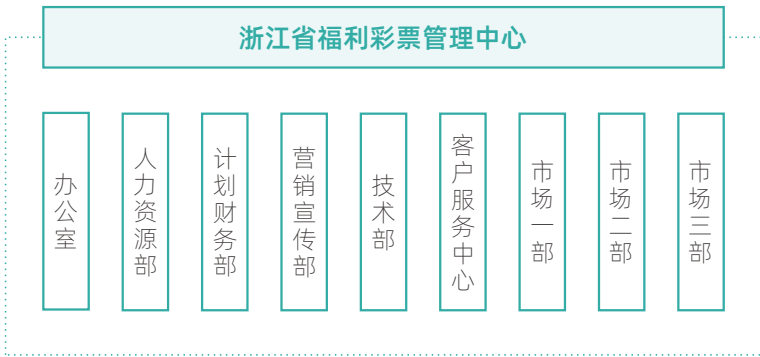 浙江省福利彩票管理中心
办公室
人力资源部
计划财务部
营销宣传部
技术部
客户服务中心
市场一部
市场二部
市场三部